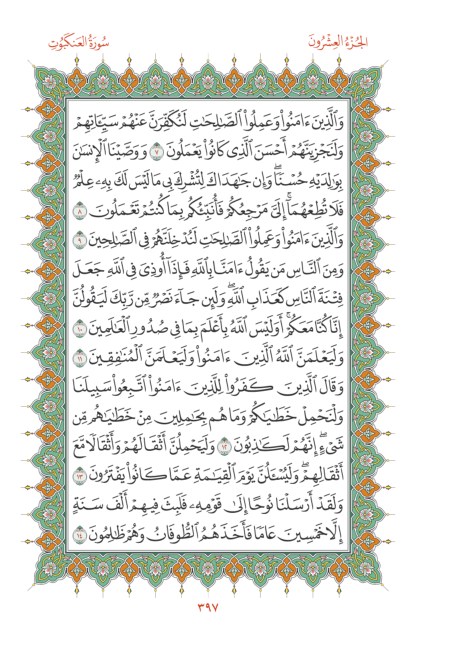 الجُزْءُ العِشْرُونَ
سُورَةُ العَنكَبُوتِ
وَٱلَّذِينَ ءَامَنُواْ وَعَمِلُواْ ٱلصَّٰلِحَٰتِ لَنُكَفِّرَنَّ عَنْهُمْ سَيِّـَٔاتِهِمْ
وَلَنَجْزِيَنَّهُمْ أَحْسَنَ ٱلَّذِى كَانُواْ يَعْمَلُونَ ٧ وَوَصَّيْنَا ٱلْإِنسَٰنَ
بِوَٰلِدَيْهِ حُسْنًا وَإِن جَٰهَدَاكَ لِتُشْرِكَ بِى مَا لَيْسَ لَكَ بِهِۦ عِلْمٌ
فَلَا تُطِعْهُمَآ إِلَىَّ مَرْجِعُكُمْ فَأُنَبِّئُكُم بِمَا كُنتُمْ تَعْمَلُونَ ٨
وَٱلَّذِينَ ءَامَنُواْ وَعَمِلُواْ ٱلصَّٰلِحَٰتِ لَنُدْخِلَنَّهُمْ فِى ٱلصَّٰلِحِينَ ٩
وَمِنَ ٱلنَّاسِ مَن يَقُولُ ءَامَنَّا بِٱللَّهِ فَإِذَآ أُوذِىَ فِى ٱللَّهِ جَعَلَ
فِتْنَةَ ٱلنَّاسِ كَعَذَابِ ٱللَّهِۖ وَلَئِن جَآءَ نَصْرٌ مِّن رَّبِّكَ لَيَقُولُنَّ
إِنَّا كُنَّا مَعَكُمْۚ أَوَلَيْسَ ٱللَّهُ بِأَعْلَمَ بِمَا فِى صُدُورِ ٱلْعَٰلَمِينَ ١٠
وَلَيَعْلَمَنَّ ٱللَّهُ ٱلَّذِينَ ءَامَنُواْ وَلَيَعْلَمَنَّ ٱلْمُنَٰفِقِينَ ١١
وَقَالَ ٱلَّذِينَ كَفَرُواْ لِلَّذِينَ ءَامَنُواْ ٱتَّبِعُواْ سَبِيلَنَا
وَلْنَحْمِلْ خَطَٰيَٰكُمْ وَمَا هُم بِحَٰمِلِينَ مِنْ خَطَٰيَٰهُم مِّن
شَىْءٍۖ إِنَّهُمْ لَكَٰذِبُونَ ١٢ وَلَيَحْمِلُنَّ أَثْقَالَهُمْ وَأَثْقَالًا مَّعَ
أَثْقَالِهِمْۖ وَلَيُسْـَٔلُنَّ يَوْمَ ٱلْقِيَٰمَةِ عَمَّا كَانُواْ يَفْتَرُونَ ١٣
وَلَقَدْ أَرْسَلْنَا نُوحًا إِلَىٰ قَوْمِهِۦ فَلَبِثَ فِيهِمْ أَلْفَ سَنَةٍ
إِلَّا خَمْسِينَ عَامًا فَأَخَذَهُمُ ٱلطُّوفَانُ وَهُمْ ظَٰلِمُونَ ١٤
٣٩٧